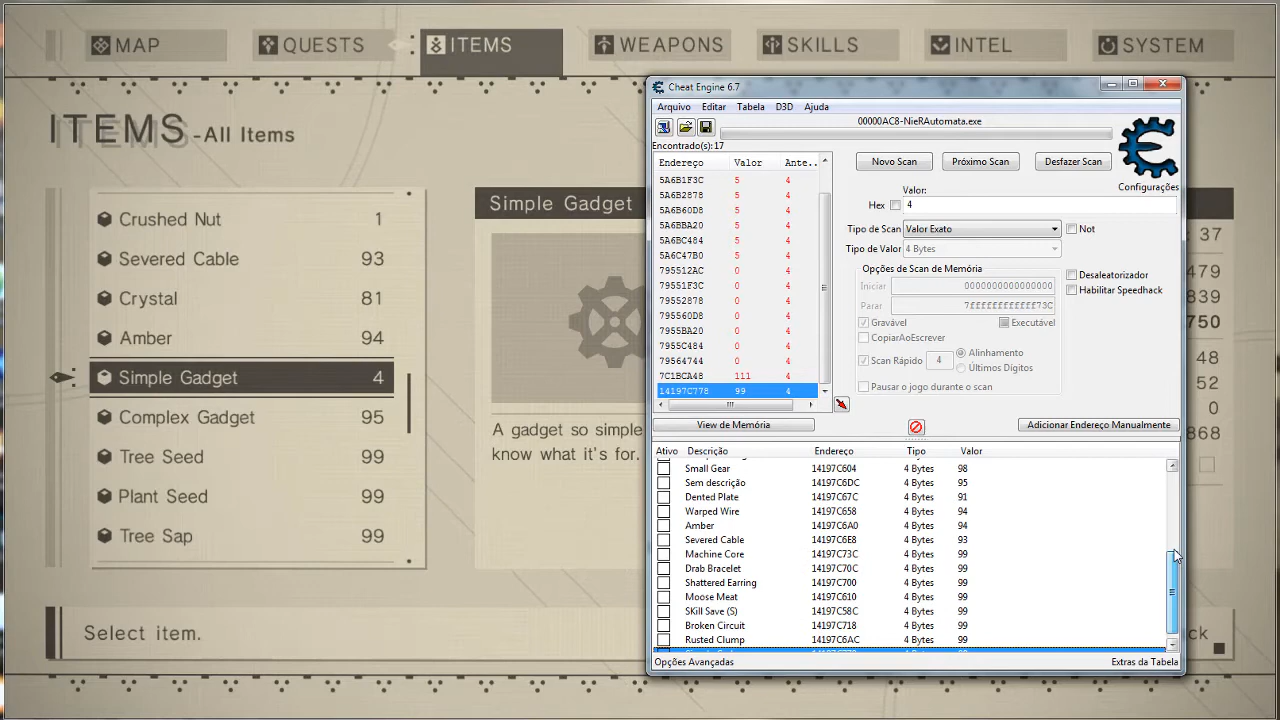 MAP QUESTS ITEMS WEAPONS SKILLS INTEL SYSTEM
ITEMS -All Items
Crushed Nut 1
Severed Cable 93
Crystal 81
Amber 94
Simple Gadget 4
Complex Gadget 95
Tree Seed 99
Plant Seed 99
Tree Sap 99
Simple Gadget
A gadget so simple
know what it's for.
37
479
839
750
48
52
0
868
Select item.
ck
Cheat Engine 6.7
Arquivo Editar Tabela D3D Ajuda
00000AC8-NieRAutomata.exe
Encontrado(s):17
Endereço Valor Ante..
5A6B1F3C 5 4
5A6B2878 5 4
5A6B60D8 5 4
5A6BBA20 5 4
5A6BC484 5 4
5A6C47B0 5 4
795512AC 0 4
79551F3C 0 4
79552878 0 4
795560D8 0 4
7955BA20 0 4
7955C484 0 4
79564744 0 4
7C1BCA48 111 4
14197C778 99 4
Novo Scan Próximo Scan Desfazer Scan
Configurações
Valor:
Hex 4
Tipo de Scan Valor Exato Not
Tipo de Valor 4 Bytes
Opções de Scan de Memória
Iniciar 0000000000000000
Parar 7fffffffffffff73C
Gravável Executável
CopiarAoEscrever
Scan Rápido 4 Alinhamento
Últimos Dígitos
Pausar o jogo durante o scan
Desaleatorizador
Habilitar Speedhack
View de Memória
Adicionar Endereço Manualmente
Ativo Descrição Endereço Tipo Valor
Small Gear 14197C604 4 Bytes 98
Sem descrição 14197C6DC 4 Bytes 95
Dented Plate 14197C67C 4 Bytes 91
Warped Wire 14197C658 4 Bytes 94
Amber 14197C6A0 4 Bytes 94
Severed Cable 14197C6E8 4 Bytes 93
Machine Core 14197C73C 4 Bytes 99
Drab Bracelet 14197C70C 4 Bytes 99
Shattered Earring 14197C700 4 Bytes 99
Moose Meat 14197C610 4 Bytes 99
SKill Save (S) 14197C58C 4 Bytes 99
Broken Circuit 14197C718 4 Bytes 99
Rusted Clump 14197C6AC 4 Bytes 99
Opções Avançadas Extras da Tabela